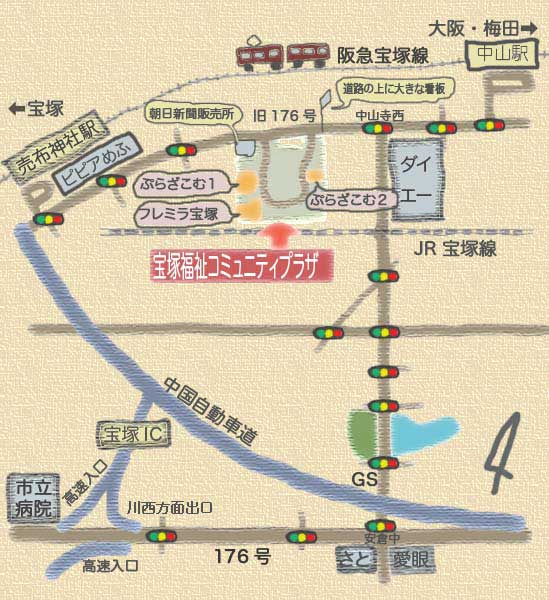 大阪・梅田→
阪急宝塚線
中山駅
←宝塚
道路の上に大きな看板
朝日新聞販売所
旧176号
中山寺西
売布神社駅
ピピアめふ
ダイ
エー
ぷらざこむ1
ぷらざこむ2
フレミラ宝塚
JR 宝塚線
宝塚福祉コミュニティプラザ
中国自動車道
宝塚IC
GS
市立
病院
高速入口
川西方面出口
安倉中
176号
さと
愛眼
高速入口